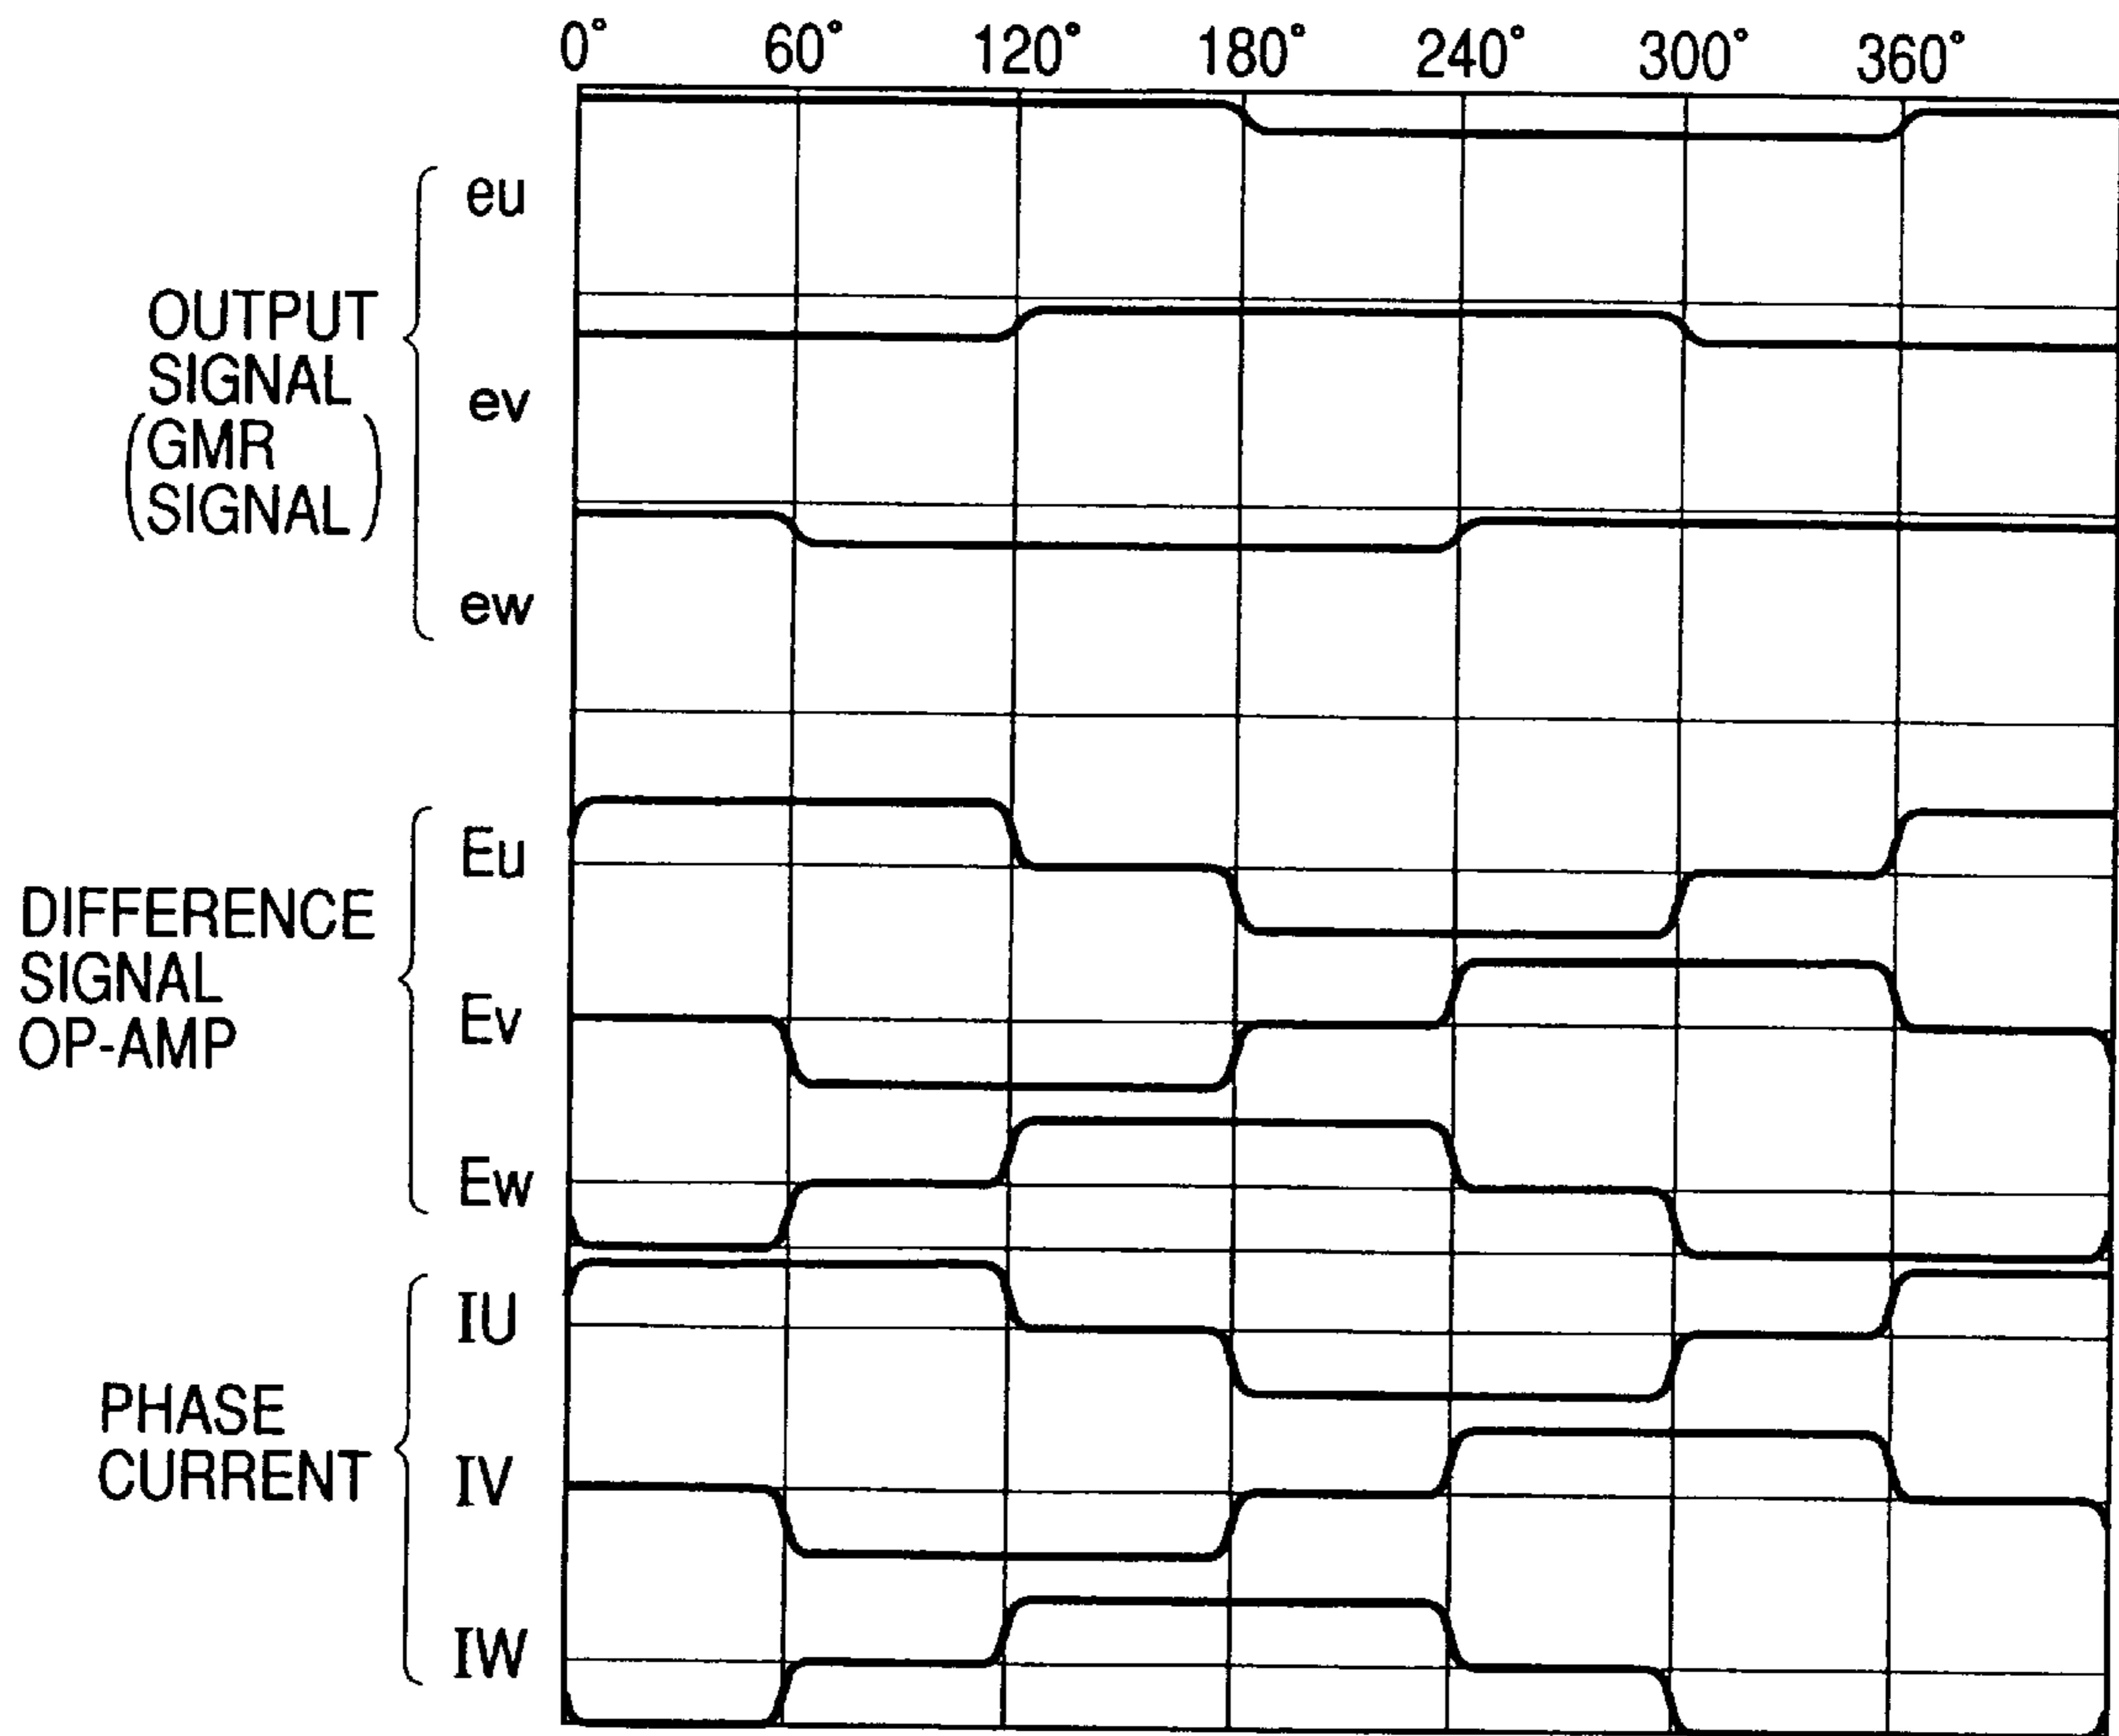 0° 60° 120° 180° 240° 300° 360°
eu
OUTPUT
SIGNAL
(GMR
SIGNAL)
ev
ew
Eu
DIFFERENCE
SIGNAL
OP-AMP
Ev
Ew
IU
PHASE
CURRENT
IV
IW